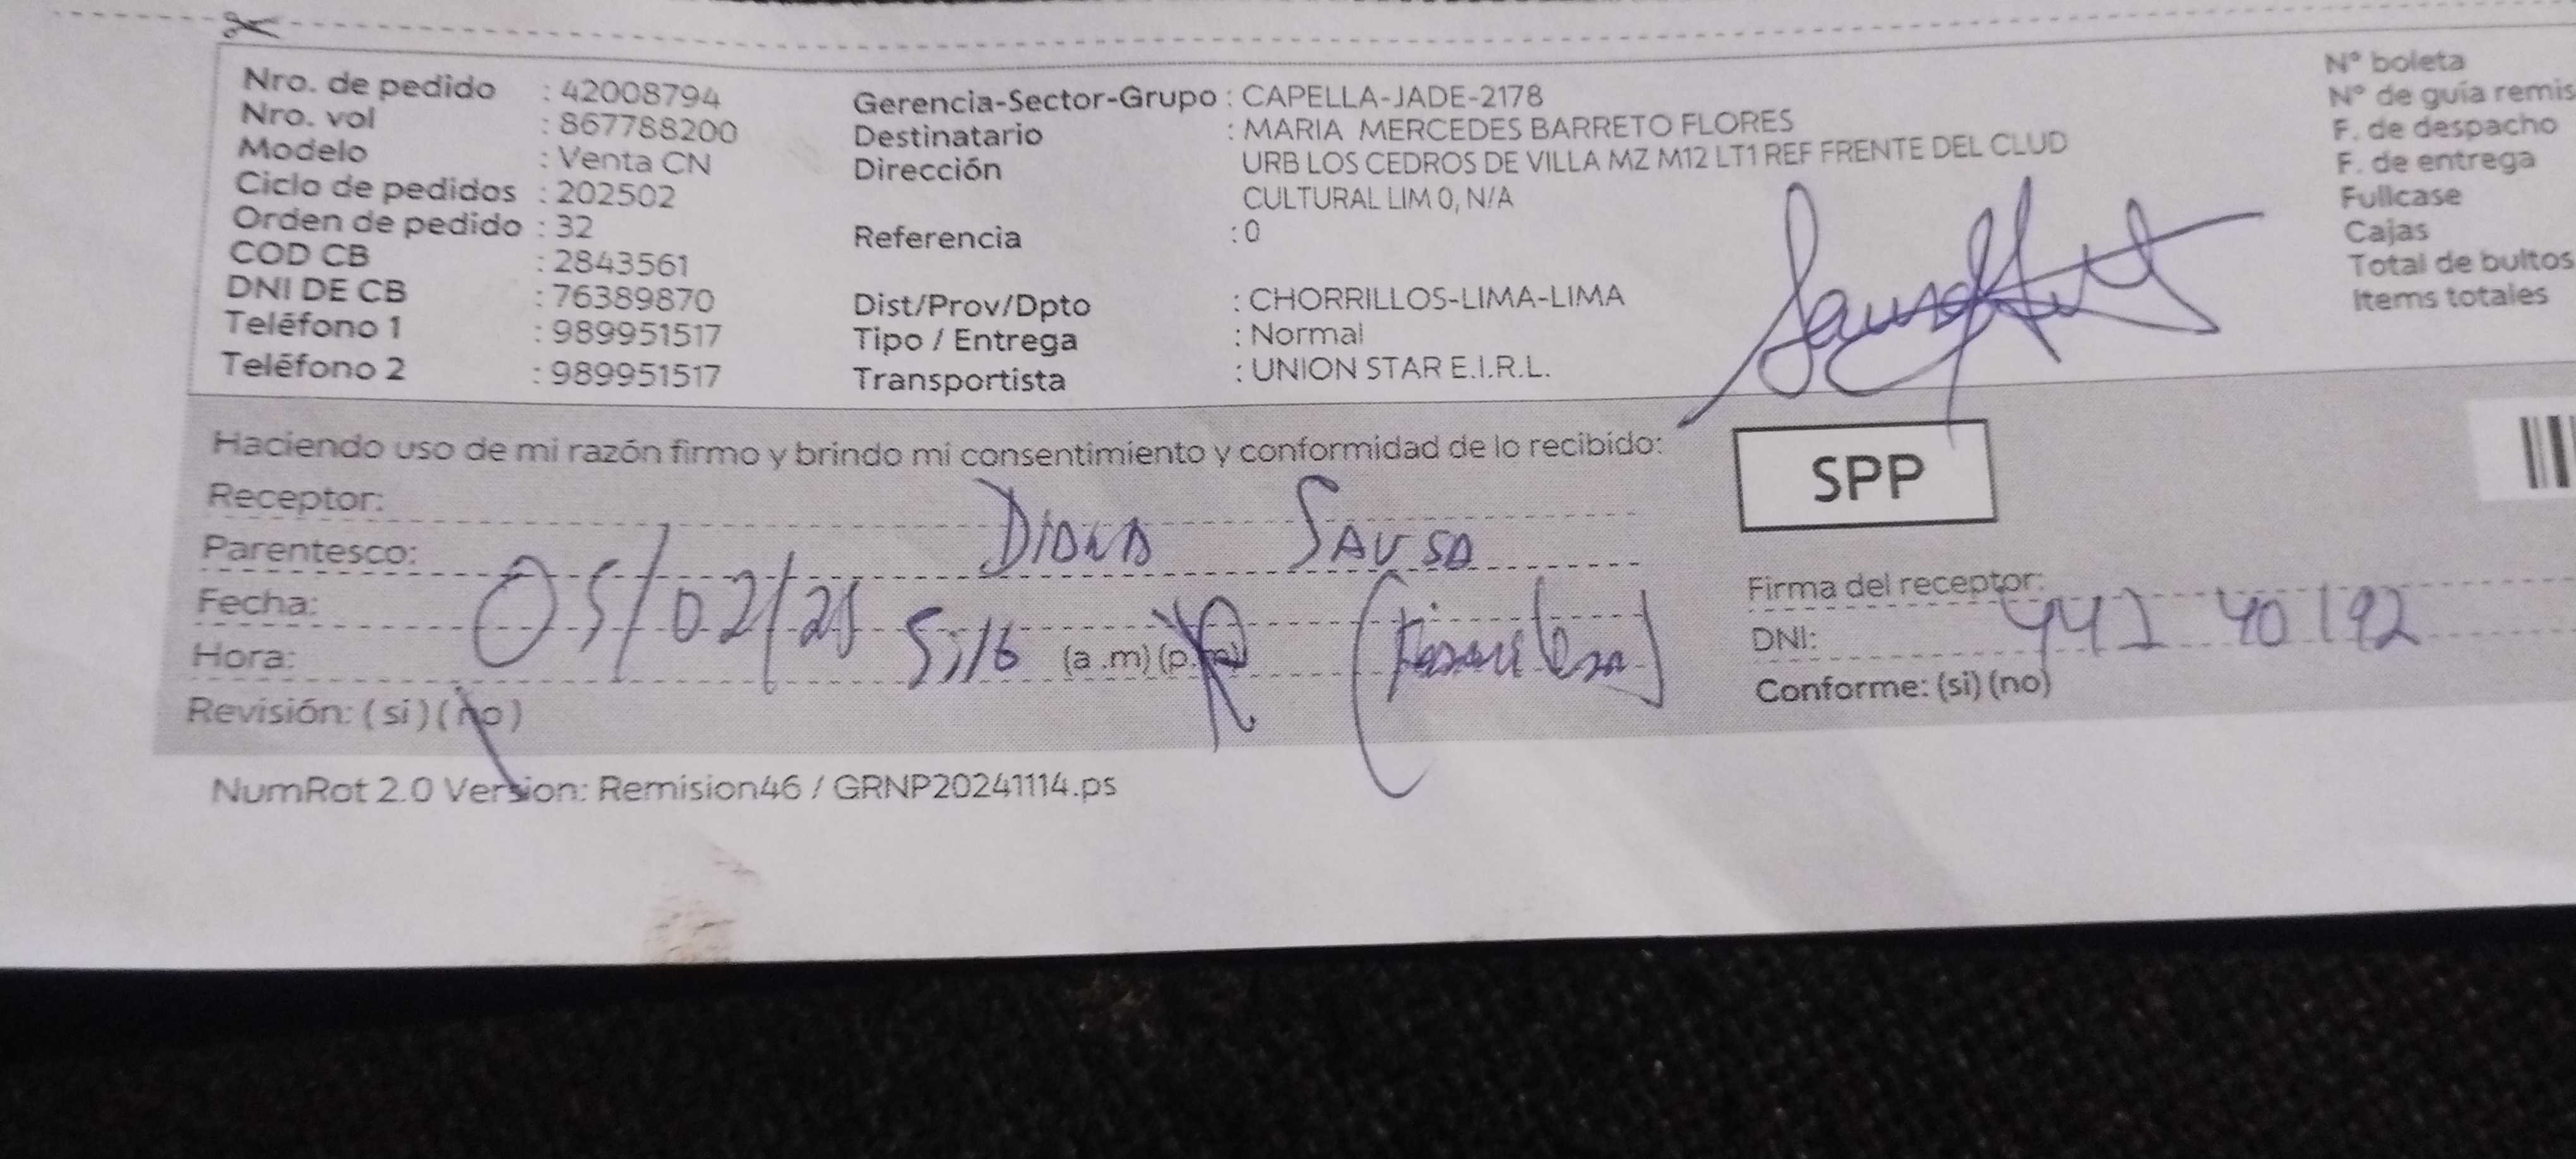 Nro. de pedido : 42008794
Nro. vol : 867788200
Modelo : Venta CN
Ciclo de pedidos : 202502
Orden de pedido : 32
COD CB : 2843561
DNI DE CB : 76389870
Teléfono 1 : 989951517
Teléfono 2 : 989951517
Gerencia-Sector-Grupo : CAPELLA-JADE-2178
Destinatario : MARIA MERCEDES BARRETO FLORES
Dirección URB LOS CEDROS DE VILLA MZ M12 LT1 REF FRENTE DEL CLUD
CULTURAL LIM 0, N/A
Referencia : 0
Dist/Prov/Dpto : CHORRILLOS-LIMA-LIMA
Tipo / Entrega : Normal
Transportista : UNION STAR E.I.R.L.
N° boleta
N° de guía remis
F. de despacho
F. de entrega
Fullcase
Cajas
Total de bultos
Items totales
Haciendo uso de mi razón firmo y brindo mi consentimiento y conformidad de lo recibido:
SPP
Receptor: DIANA SAUSA
Parentesco:
Fecha: 05/02/25
Hora: 5:16 (a .m) (p.m)
Revisión: ( si ) ( no )
Firma del receptor:
DNI:
Conforme: (si) (no)
NumRot 2.0 Version: Remision46 / GRNP20241114.ps